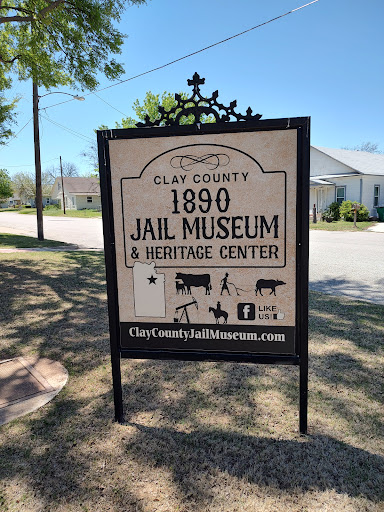 CLAY COUNTY
1890
JAIL MUSEUM
& HERITAGE CENTER
f LIKE
US!
ClayCountyJailMuseum.com